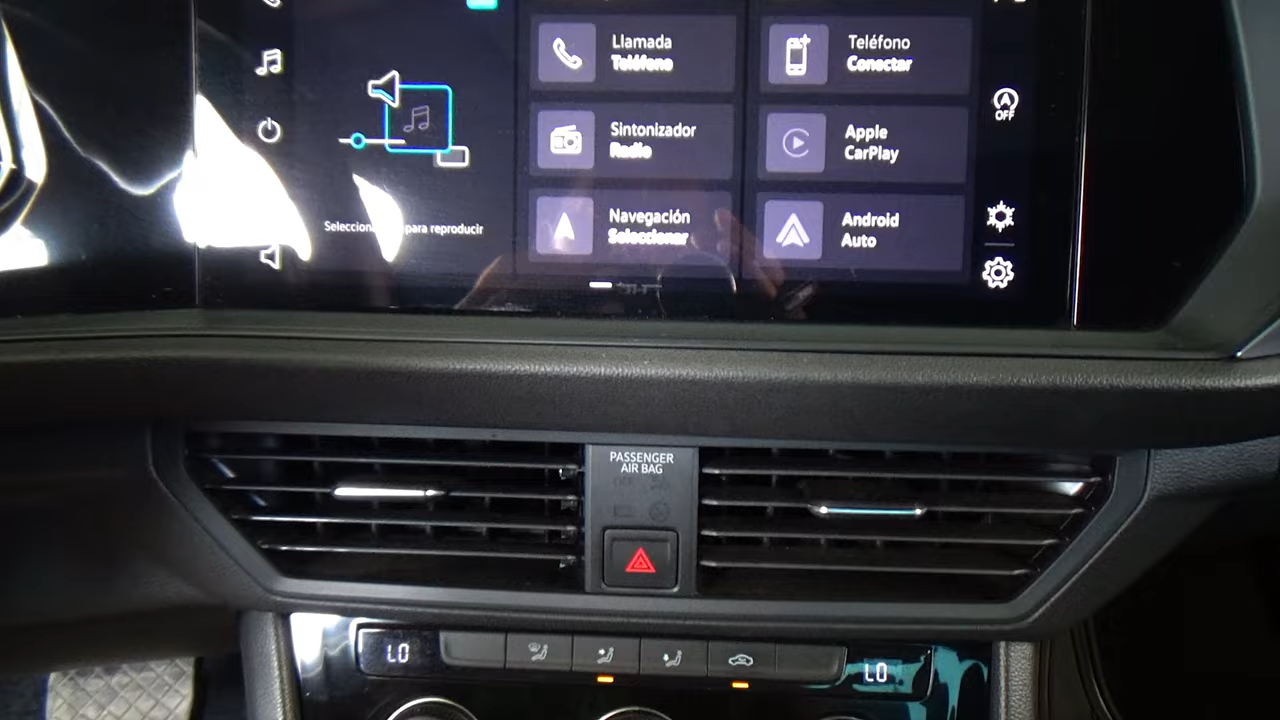 Llamada
Teléfono
Teléfono
Conectar
Sintonizador
Radio
Apple
CarPlay
Navegación
Seleccionar
Android
Auto
para reproducir
A
OFF
PASSENGER
AIR BAG
LO
LO